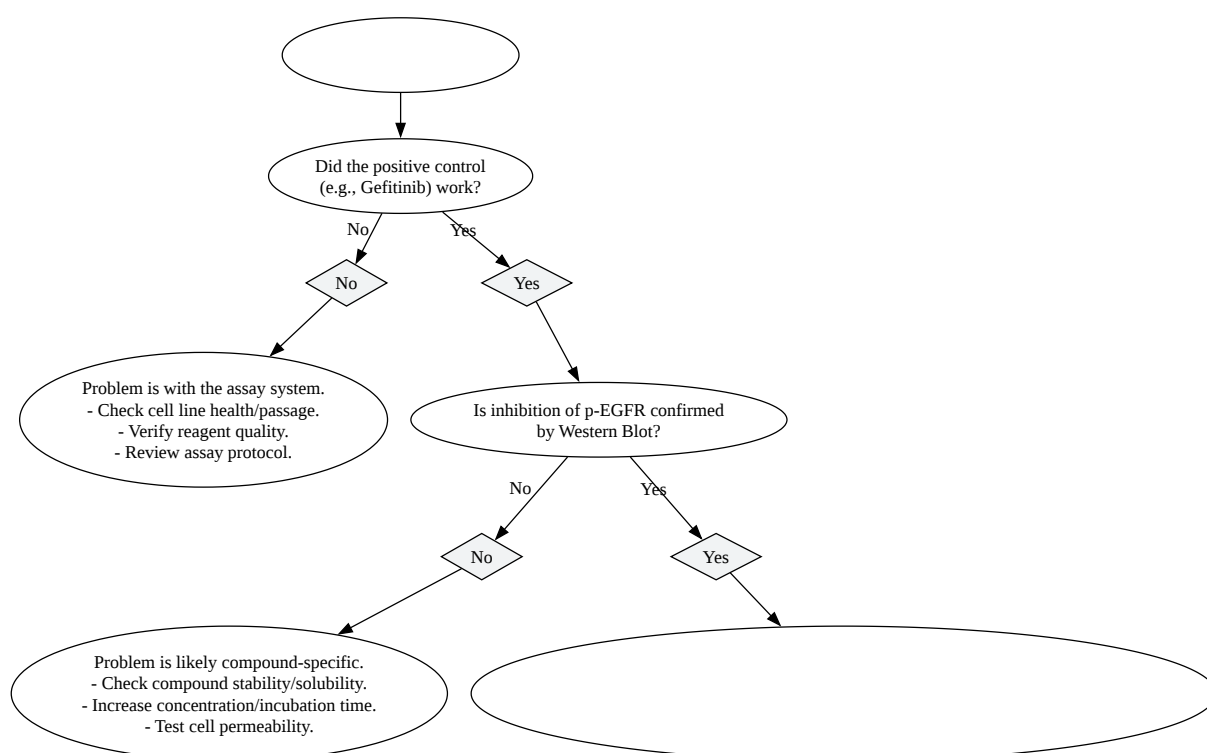 Did the positive control
(e.g., Gefitinib) work?
No
Yes
No
Yes
Problem is with the assay system.
- Check cell line health/passage.
- Verify reagent quality.
- Review assay protocol.
Is inhibition of p-EGFR confirmed
by Western Blot?
No
Yes
No
Yes
Problem is likely compound-specific.
- Check compound stability/solubility.
- Increase concentration/incubation time.
- Test cell permeability.